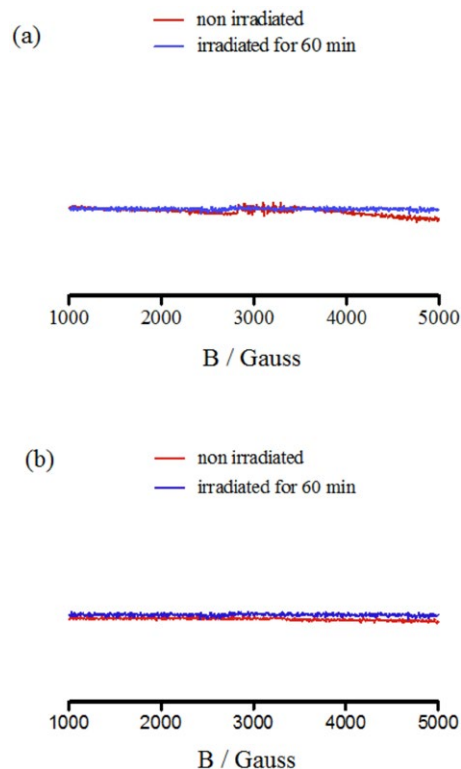 (a)
non irradiated
irradiated for 60 min
1000 2000 3000 4000 5000
B / Gauss
(b)
non irradiated
irradiated for 60 min
1000 2000 3000 4000 5000
B / Gauss